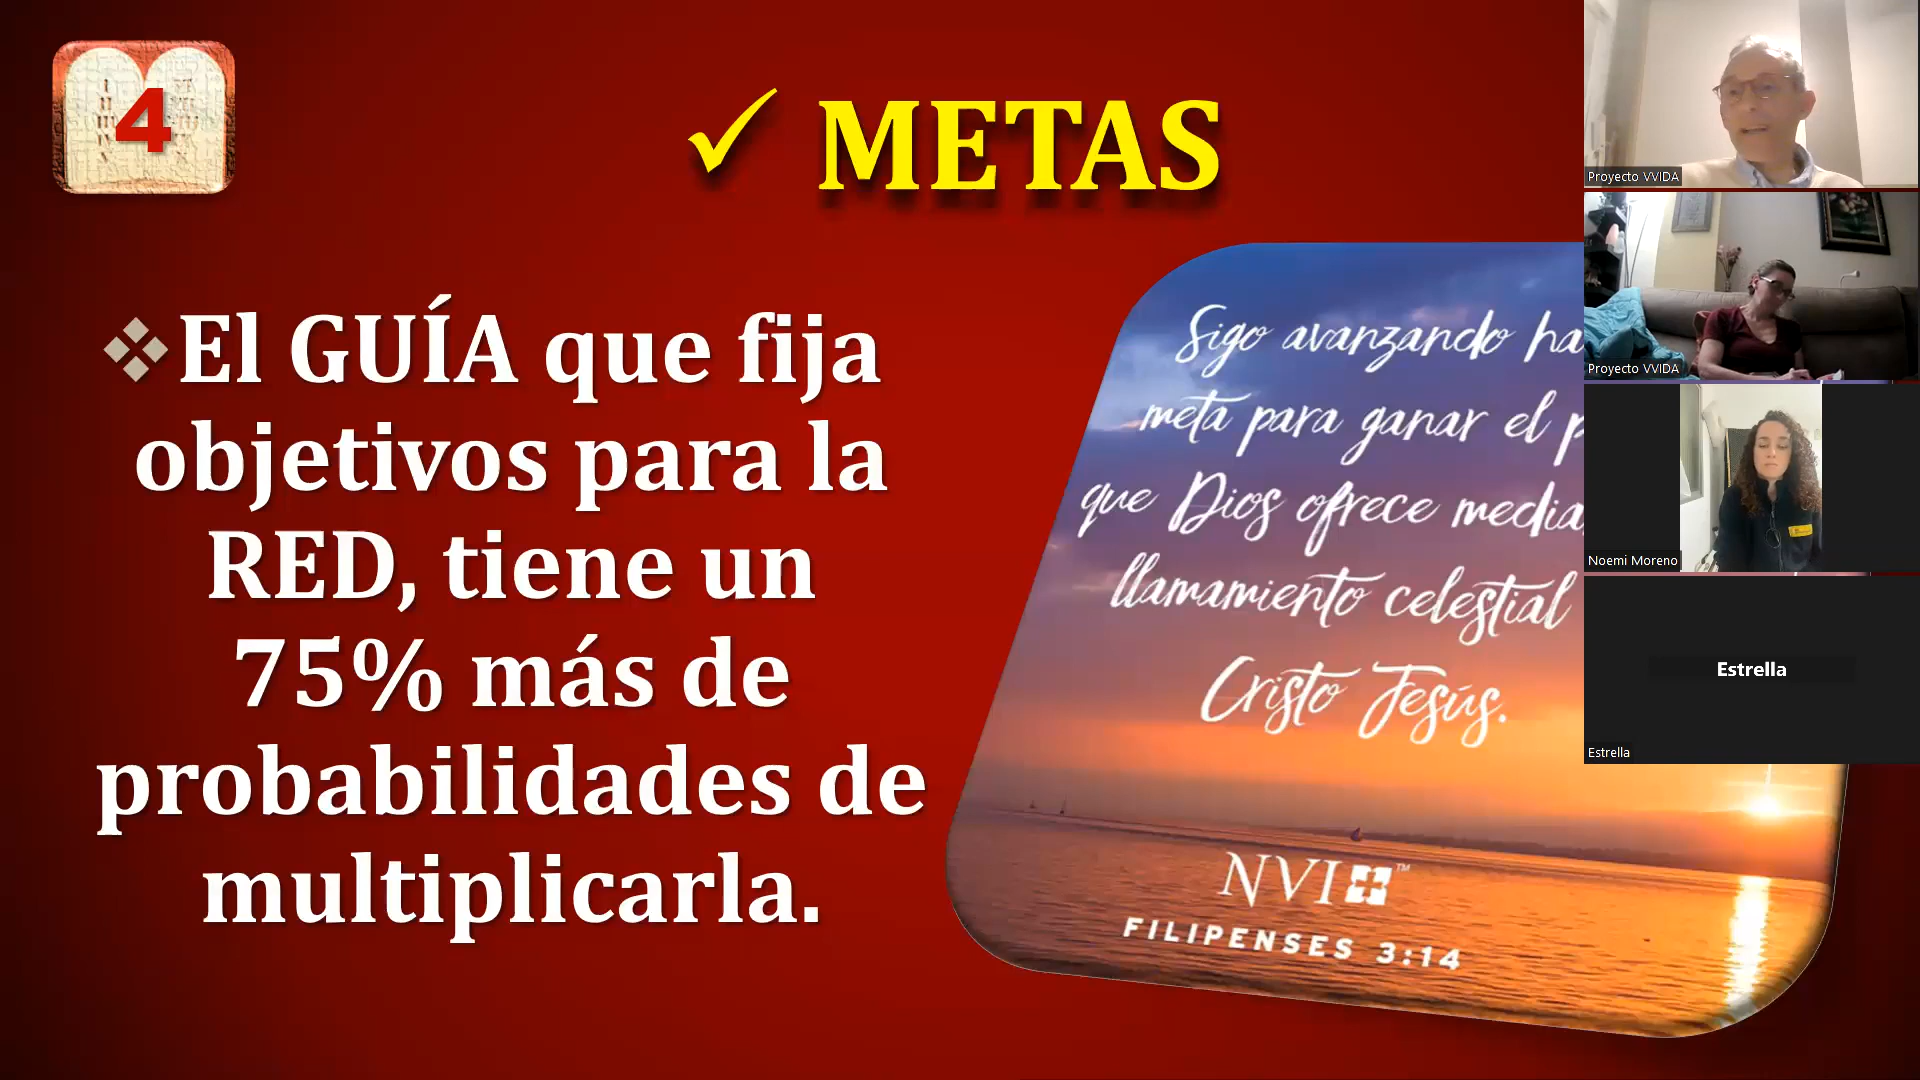 4
✓ METAS
❖El GUÍA que fija
objetivos para la
RED, tiene un
75% más de
probabilidades de
multiplicarla.
Sigo avanzando ha
meta para ganar el p
que Dios ofrece media
llamamiento celestial
Cristo Jesús.
NVI™
FILIPENSES 3:14
Proyecto VVIDA
Proyecto VVIDA
Noemi Moreno
Estrella
Estrella